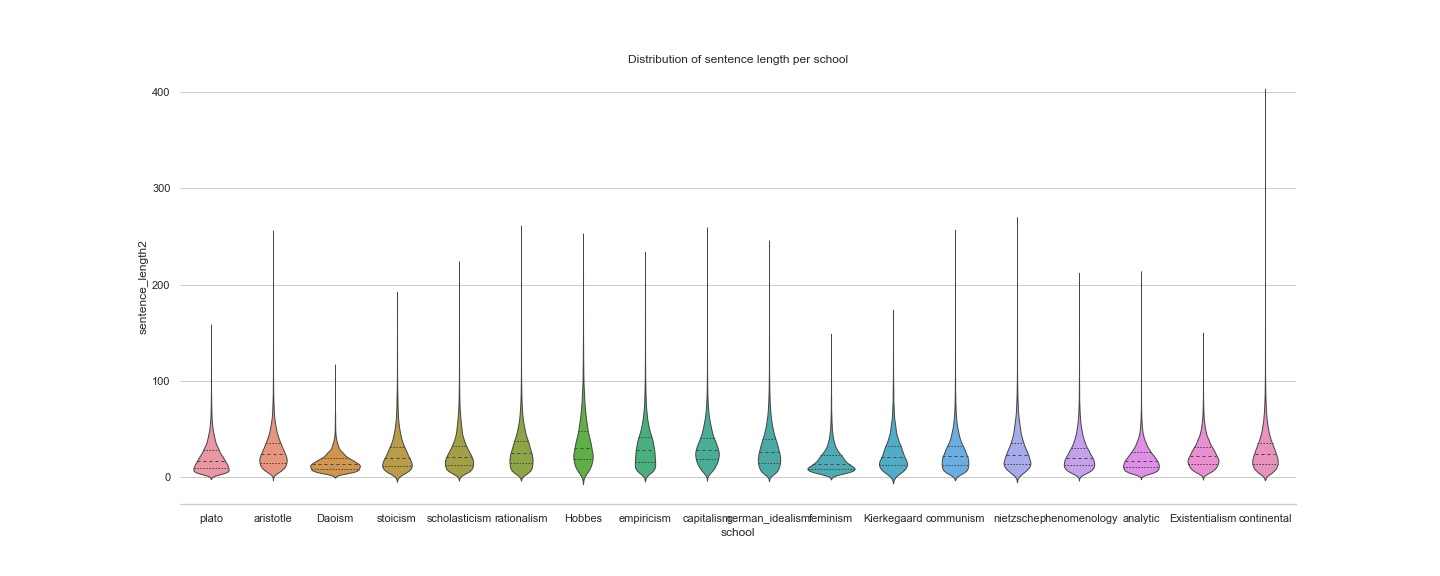 Distribution of sentence length per school
400
300
200
100
0
sentence_length2
plato aristotle Daoism stoicism scholasticism rationalism Hobbes empiricism capitalism german_idealism feminism Kierkegaard communism nietzsche phenomenology analytic Existentialism continental
school